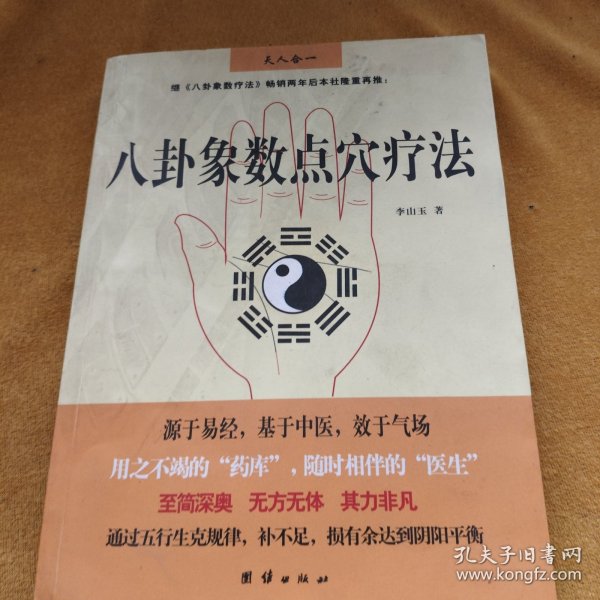 天人合一
继《八卦象数疗法》畅销两年后本社隆重再推：
八卦象数点穴疗法
李山玉 著
源于易经，基于中医，效于气场
用之不竭的“药库”，随时相伴的“医生”
至简深奥 无方无体 其力非凡
通过五行生克规律，补不足，损有余达到阴阳平衡
团结出版社
孔夫子旧书网
www.kongfz.com